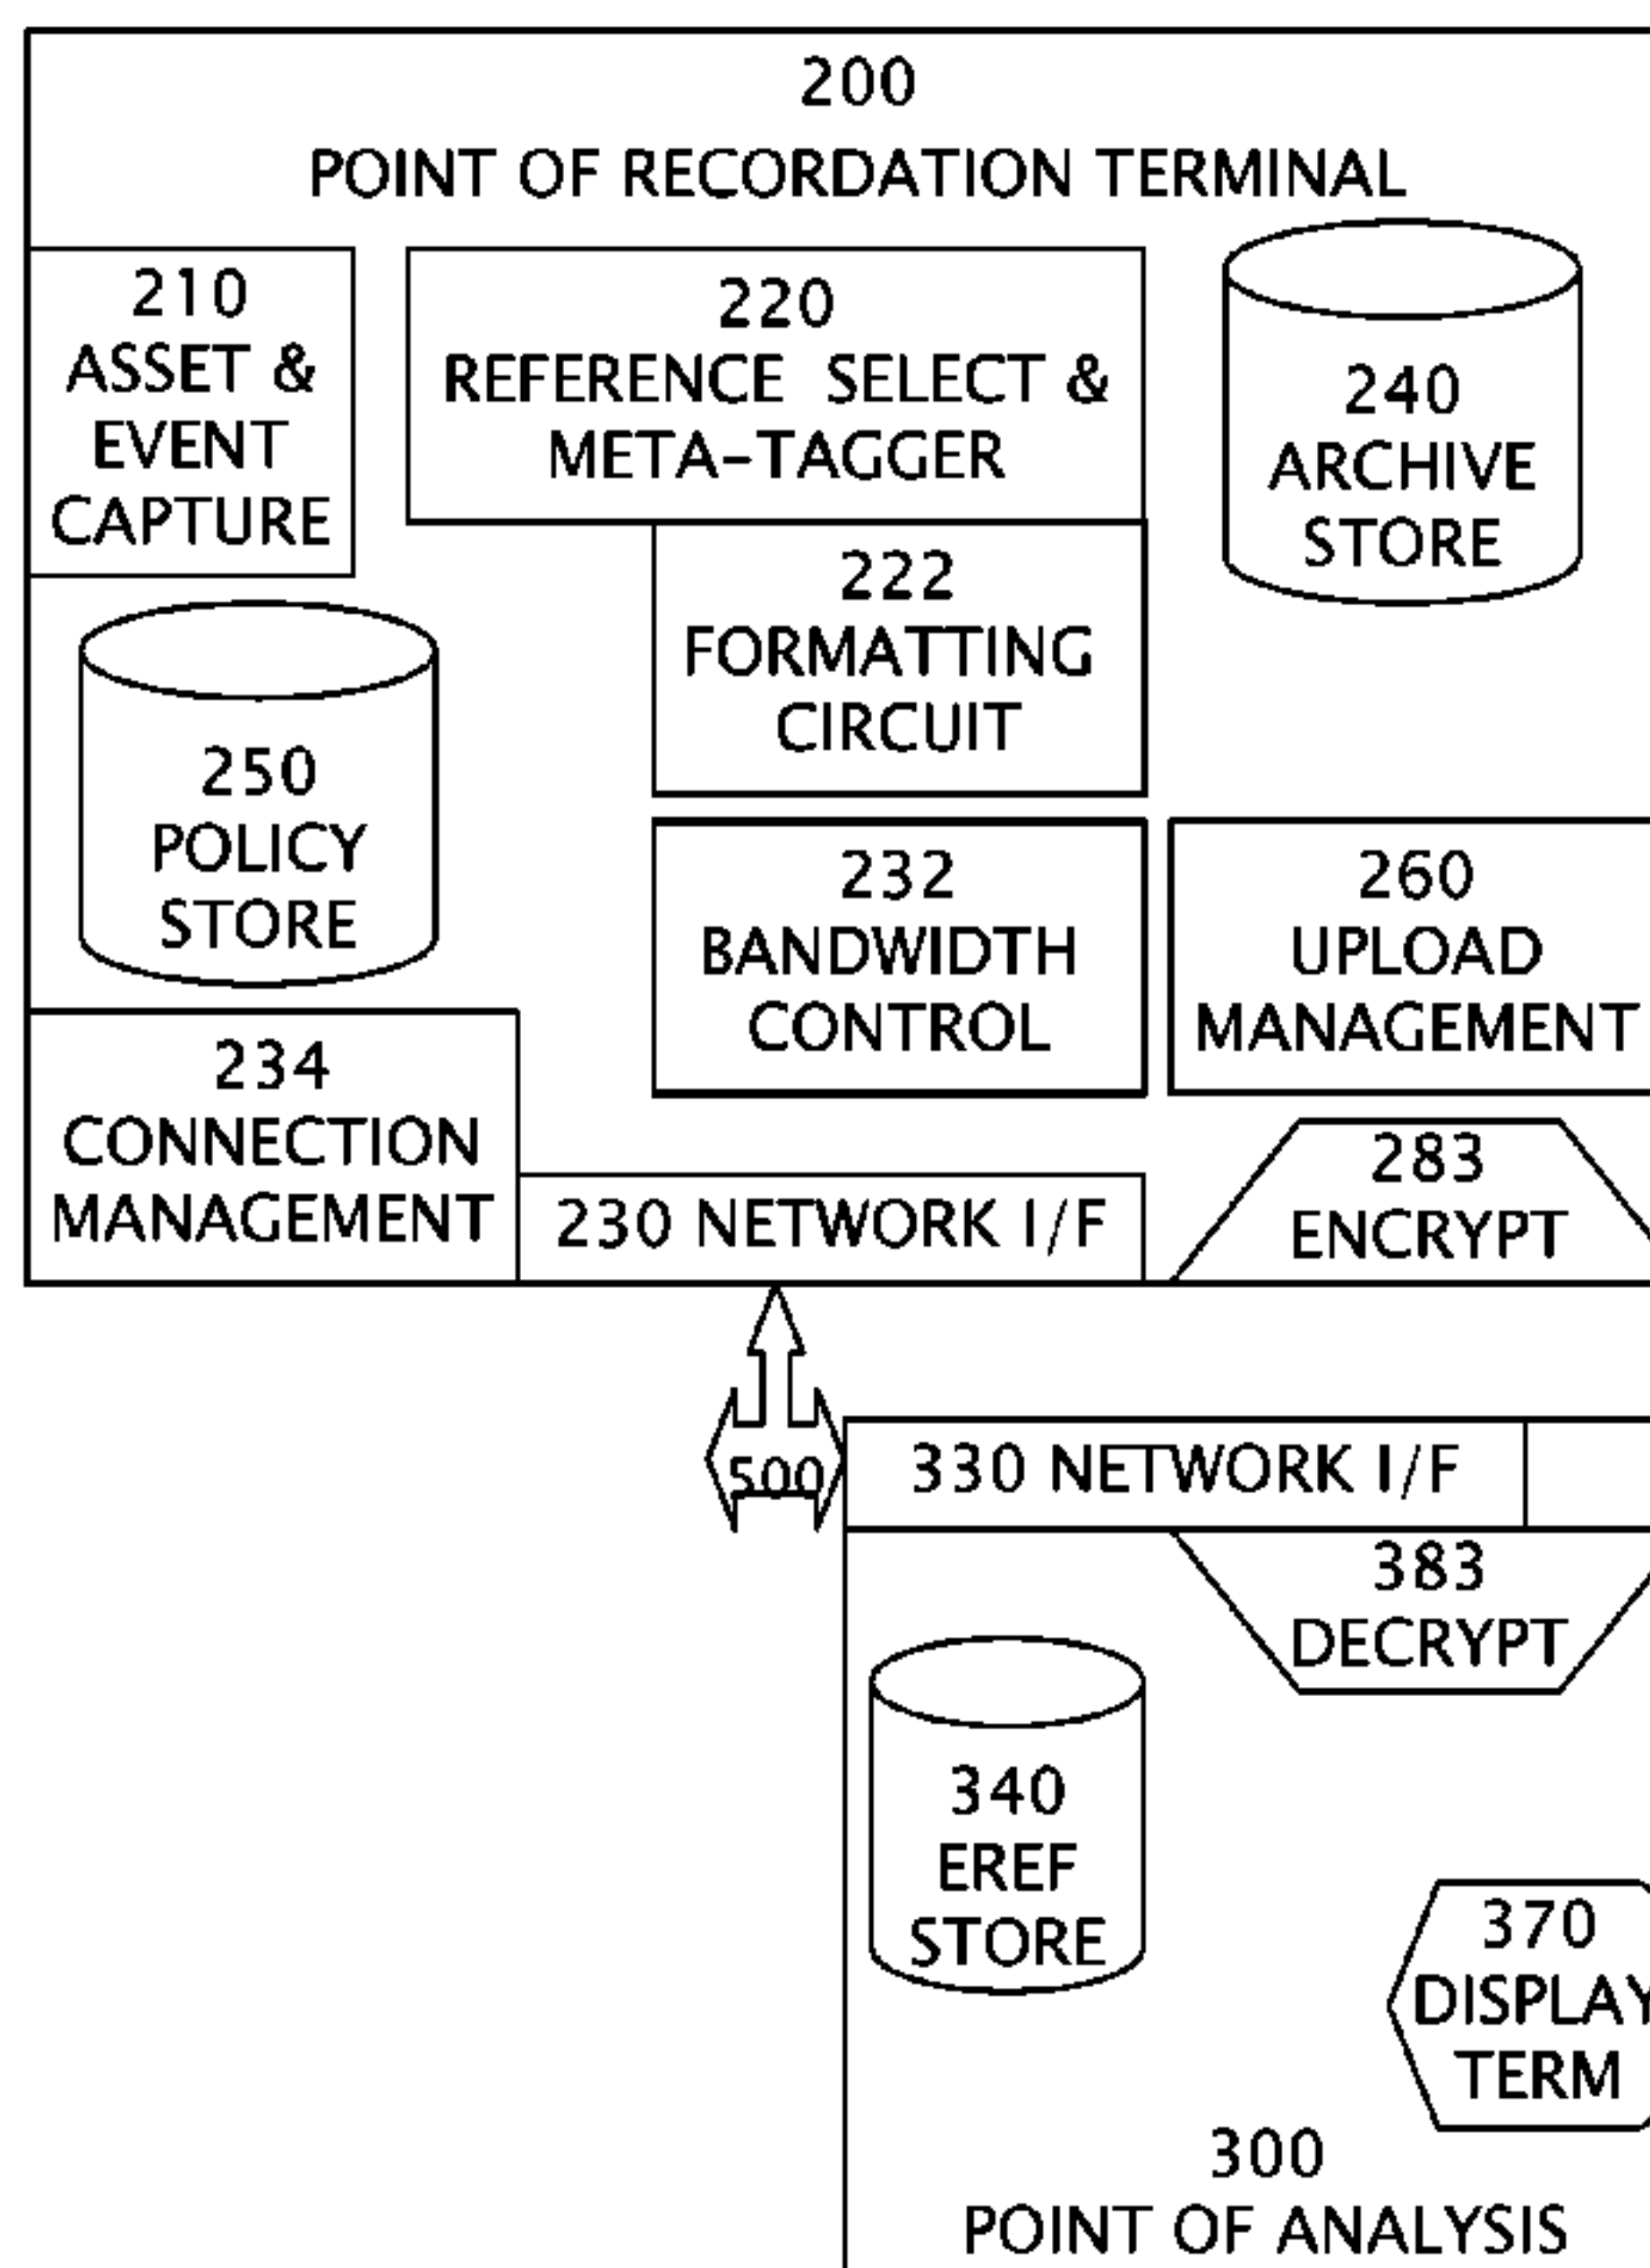 200
POINT OF RECORDATION TERMINAL
210
ASSET &
EVENT
CAPTURE
220
REFERENCE SELECT &
META-TAGGER
240
ARCHIVE
STORE
222
FORMATTING
CIRCUIT
250
POLICY
STORE
232
BANDWIDTH
CONTROL
260
UPLOAD
MANAGEMENT
234
CONNECTION
MANAGEMENT
230 NETWORK I/F
283
ENCRYPT
500
330 NETWORK I/F
383
DECRYPT
340
EREF
STORE
370
DISPLAY
TERM
300
POINT OF ANALYSIS